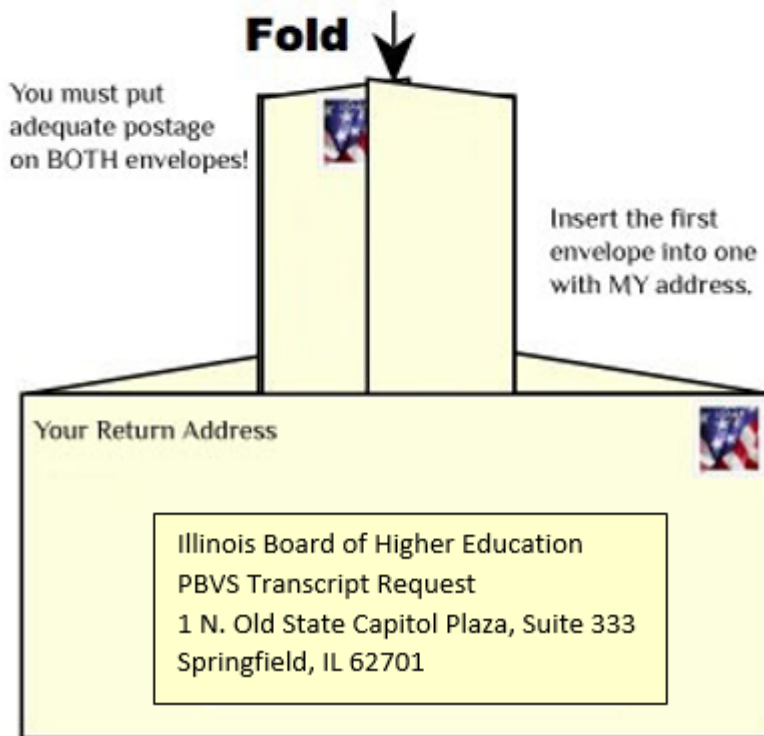 Fold
You must put
adequate postage
on BOTH envelopes!
Insert the first
envelope into one
with MY address.
Your Return Address
Illinois Board of Higher Education
PBVS Transcript Request
1 N. Old State Capitol Plaza, Suite 333
Springfield, IL 62701